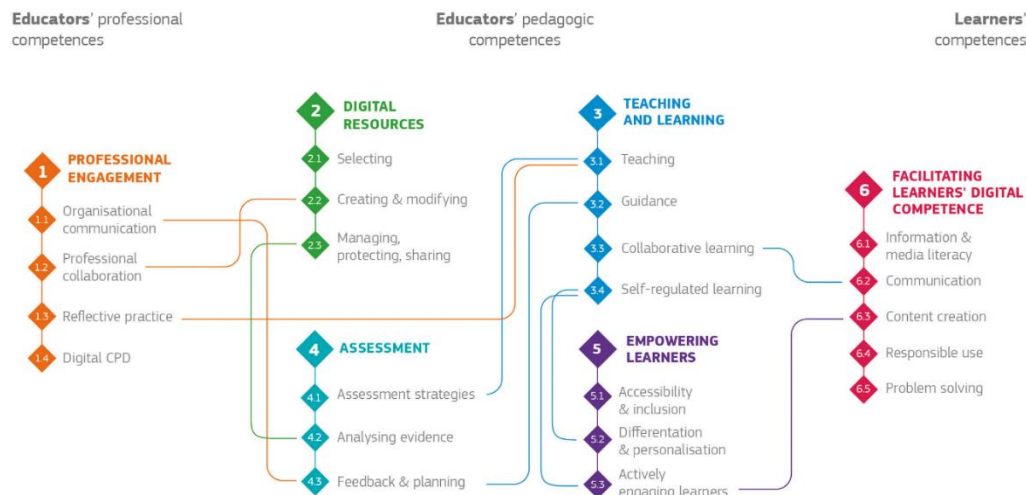 Educators' professional
competences
Educators' pedagogic
competences
Learners'
competences
1
PROFESSIONAL
ENGAGEMENT
1.1
Organisational
communication
1.2
Professional
collaboration
1.3
Reflective practice
1.4
Digital CPD
2
DIGITAL
RESOURCES
2.1
Selecting
2.2
Creating & modifying
2.3
Managing,
protecting, sharing
3
TEACHING
AND LEARNING
3.1
Teaching
3.2
Guidance
3.3
Collaborative learning
3.4
Self-regulated learning
4
ASSESSMENT
4.1
Assessment strategies
4.2
Analysing evidence
4.3
Feedback & planning
5
EMPOWERING
LEARNERS
5.1
Accessibility
& inclusion
5.2
Differentation
& personalisation
5.3
Actively
engaging learners
6
FACILITATING
LEARNERS' DIGITAL
COMPETENCE
6.1
Information &
media literacy
6.2
Communication
6.3
Content creation
6.4
Responsible use
6.5
Problem solving